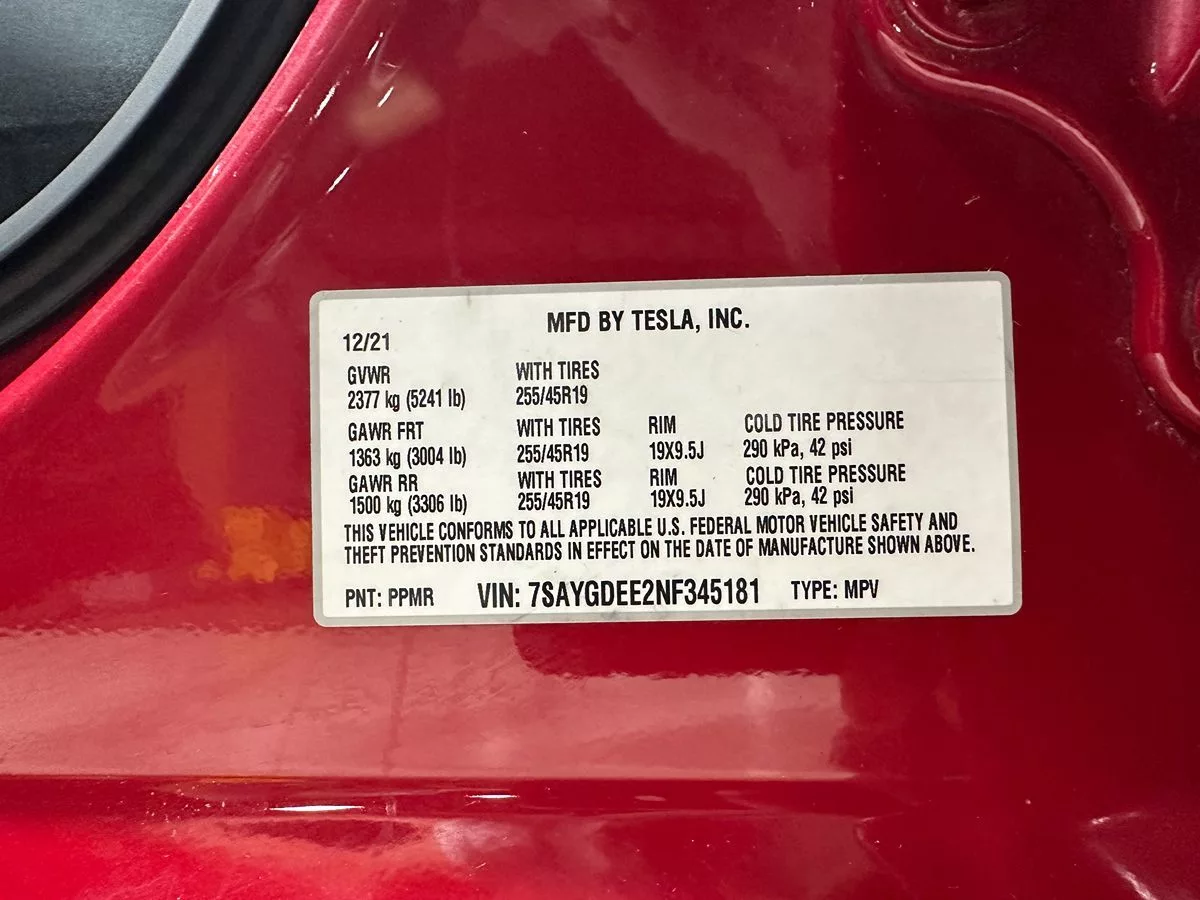 MFD BY TESLA, INC.
12/21
GVWR WITH TIRES
2377 kg (5241 lb) 255/45R19
GAWR FRT WITH TIRES RIM COLD TIRE PRESSURE
1363 kg (3004 lb) 255/45R19 19X9.5J 290 kPa, 42 psi
GAWR RR WITH TIRES RIM COLD TIRE PRESSURE
1500 kg (3306 lb) 255/45R19 19X9.5J 290 kPa, 42 psi
THIS VEHICLE CONFORMS TO ALL APPLICABLE U.S. FEDERAL MOTOR VEHICLE SAFETY AND
THEFT PREVENTION STANDARDS IN EFFECT ON THE DATE OF MANUFACTURE SHOWN ABOVE.
PNT: PPMR VIN: 7SAYGDEE2NF345181 TYPE: MPV